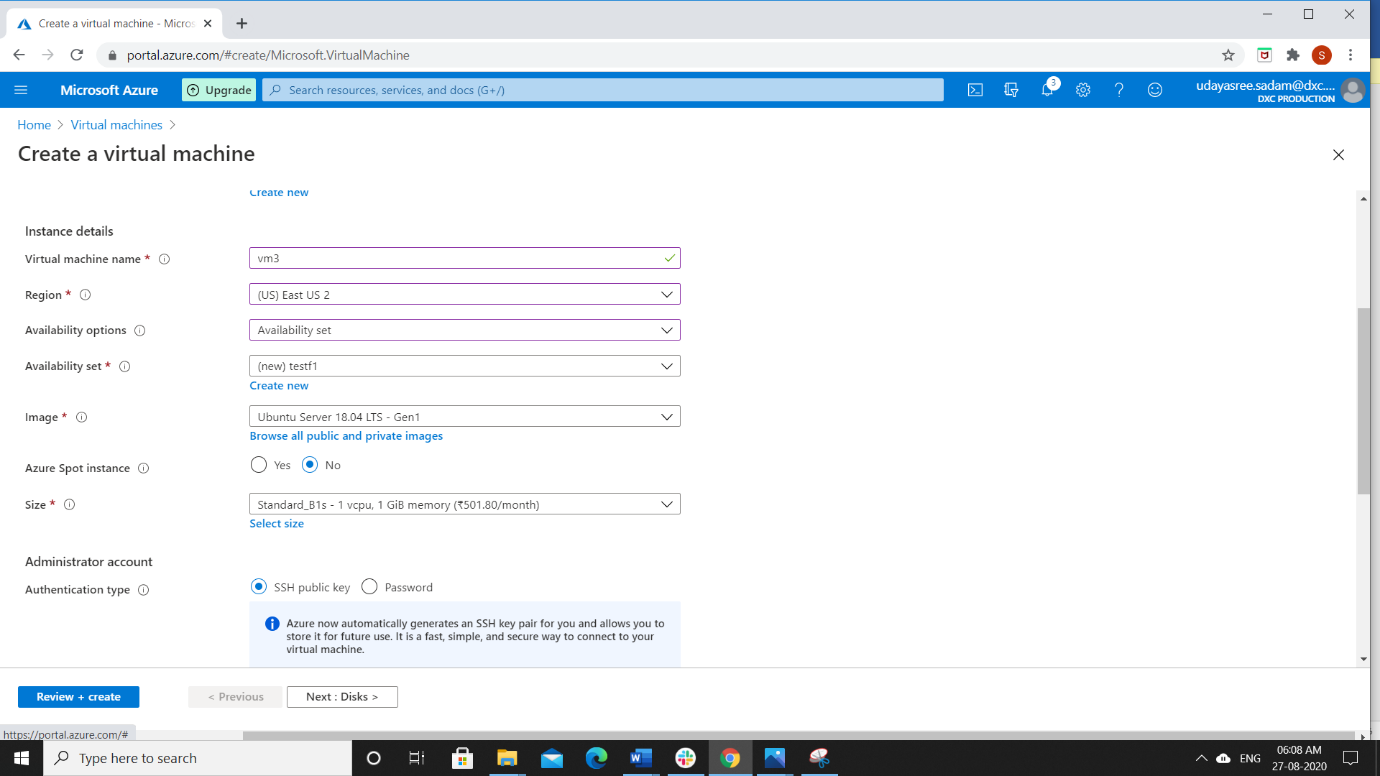 Create a virtual machine - Micros
portal.azure.com/#create/Microsoft.VirtualMachine
S
Microsoft Azure
Upgrade
Search resources, services, and docs (G+/)
3
udayasree.sadam@dxc....
DXC PRODUCTION
Home > Virtual machines >
Create a virtual machine
Create new
Instance details
Virtual machine name *
vm3
Region *
(US) East US 2
Availability options
Availability set
Availability set *
(new) testf1
Create new
Image *
Ubuntu Server 18.04 LTS - Gen1
Browse all public and private images
Azure Spot instance
Yes No
Size *
Standard_B1s - 1 vcpu, 1 GiB memory (₹501.80/month)
Select size
Administrator account
Authentication type
SSH public key Password
Azure now automatically generates an SSH key pair for you and allows you to
store it for future use. It is a fast, simple, and secure way to connect to your
virtual machine.
Review + create
< Previous
Next : Disks >
https://portal.azure.com/#
Type here to search
ENG
06:08 AM
27-08-2020